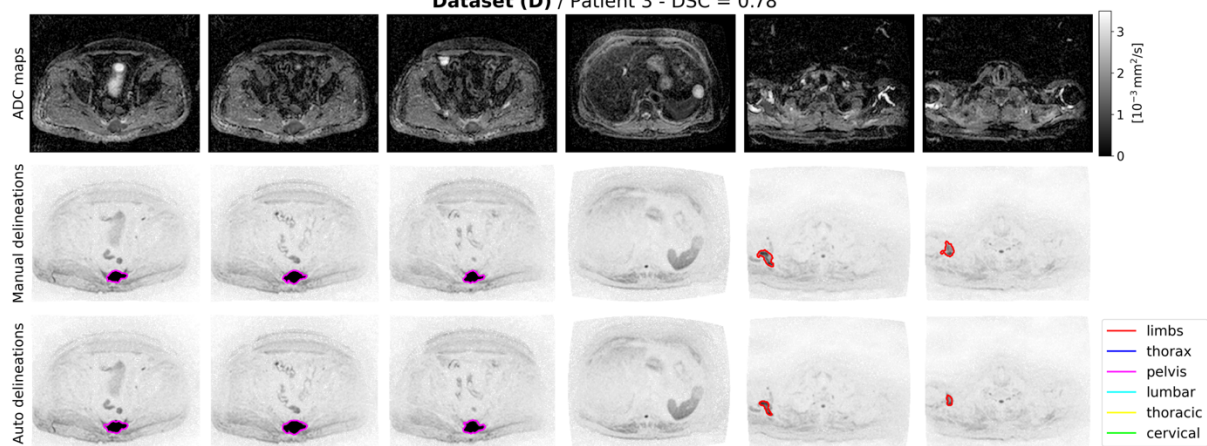 Dataset (D) / Patient 3 - DSC = 0.78
ADC maps
3
2
1
0
[10⁻³ mm²/s]
Manual delineations
Auto delineations
limbs
thorax
pelvis
lumbar
thoracic
cervical